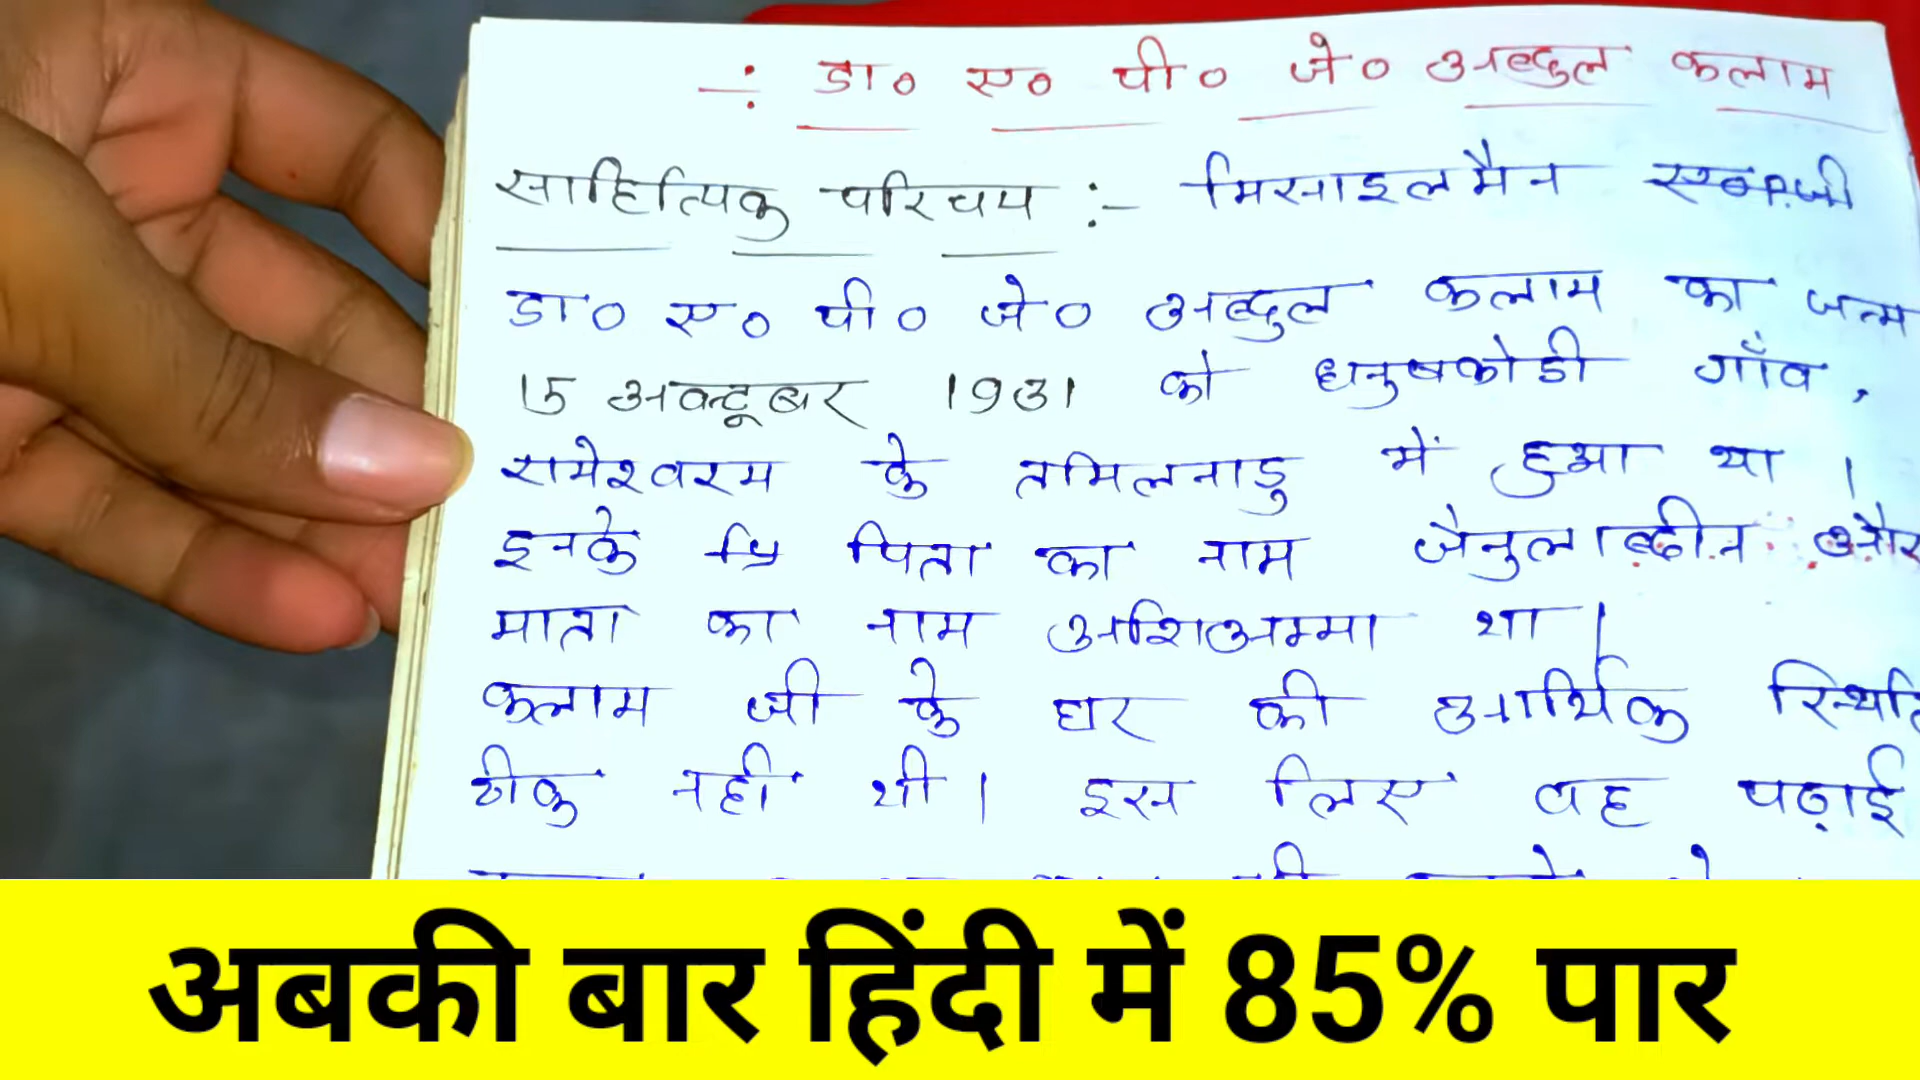 -: डा० ए० पी० जे० अब्दुल कलाम
साहित्यिक परिचय :- मिसाइलमैन
डा० ए० पी० जे० अब्दुल कलाम का जन्म
15 अक्टूबर 1931 को धनुषकोडी गाँव,
रामेश्वरम के तमिलनाडु में हुआ था ।
इनके पिता का नाम जैनुलाब्दीन और
माता का नाम अशिअम्मा था ।
कलाम जी के घर की आर्थिक स्थिति
ठीक नहीं थी । इस लिए वह पढ़ाई
अबकी बार हिंदी में 85% पार